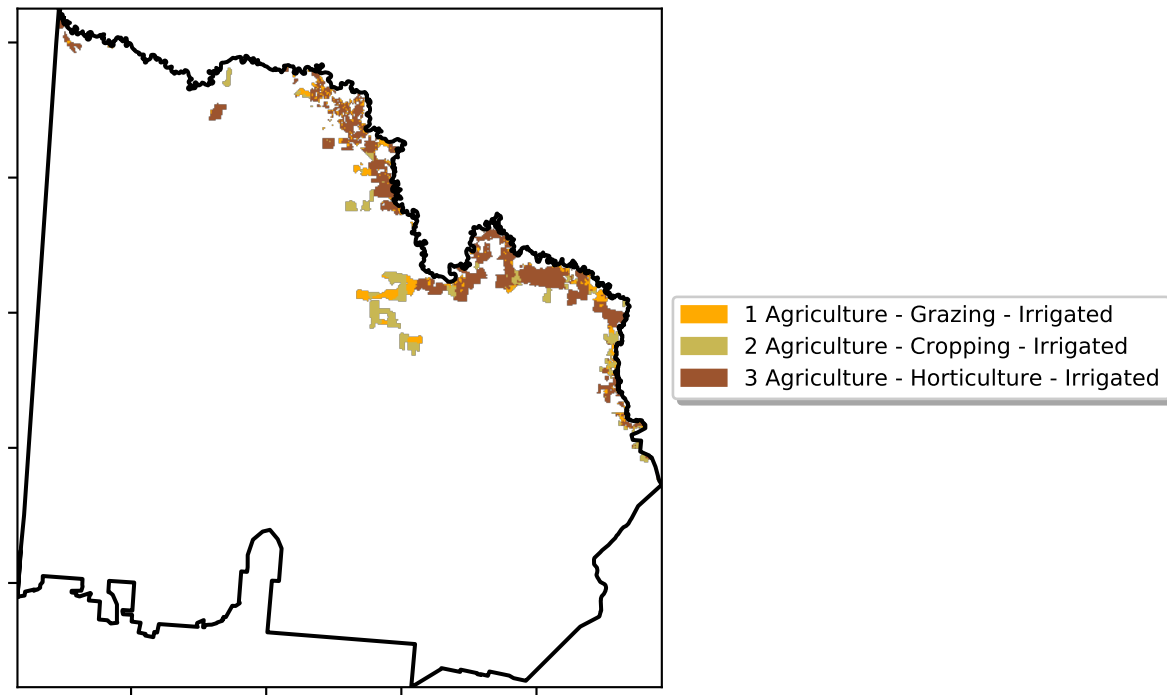 1 Agriculture - Grazing - Irrigated
2 Agriculture - Cropping - Irrigated
3 Agriculture - Horticulture - Irrigated